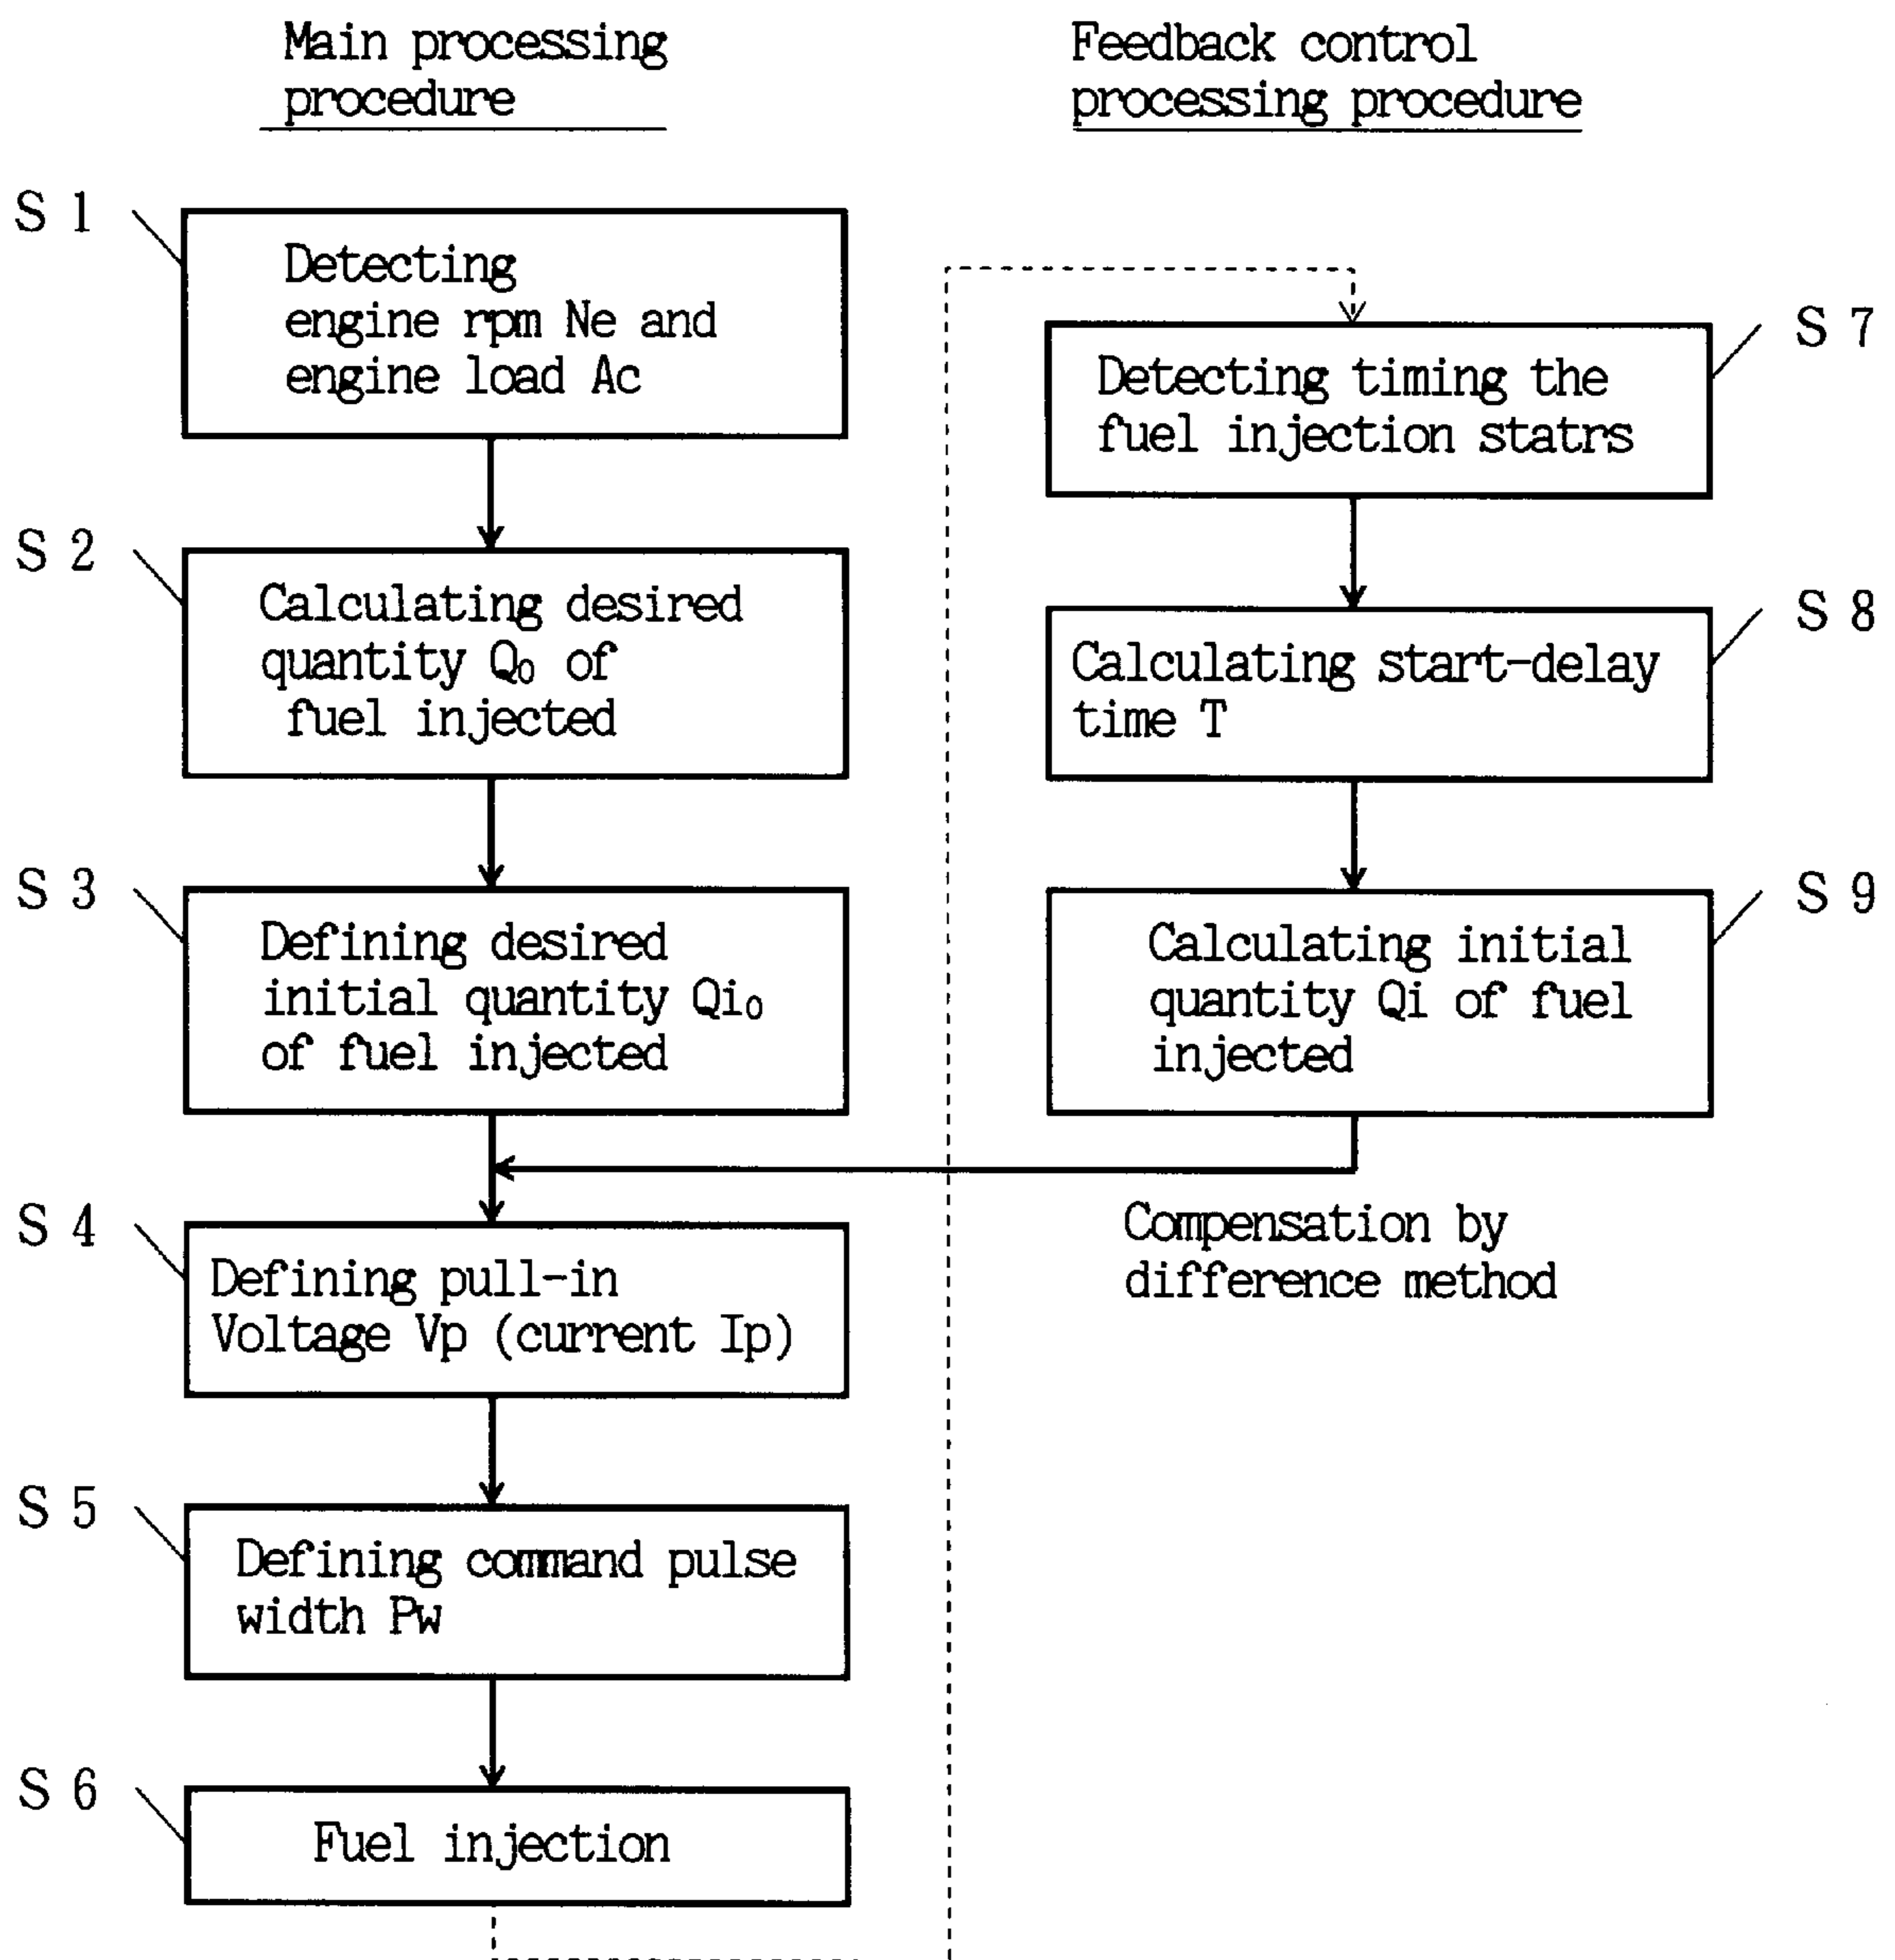 Main processing
procedure
S 1
Detecting
engine rpm Ne and
engine load Ac
S 2
Calculating desired
quantity Q₀ of
fuel injected
S 3
Defining desired
initial quantity Qi₀
of fuel injected
S 4
Defining pull-in
Voltage Vp (current Ip)
S 5
Defining command pulse
width Pw
S 6
Fuel injection
Feedback control
processing procedure
S 7
Detecting timing the
fuel injection statrs
S 8
Calculating start-delay
time T
S 9
Calculating initial
quantity Qi of fuel
injected
Compensation by
difference method